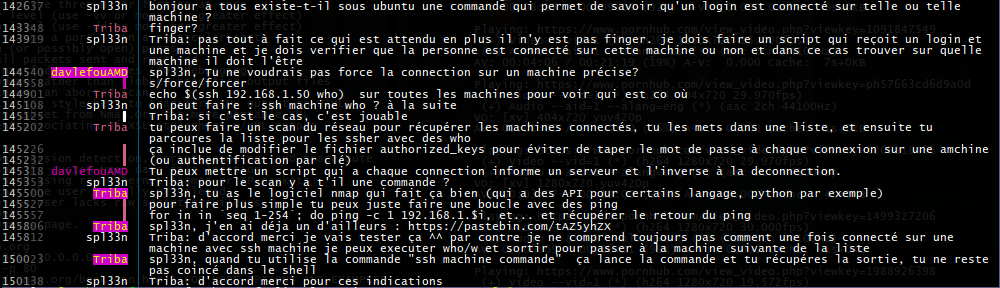 142637 spl33n bonjour a tous existe-t-il sous ubuntu une commande qui permet de savoir qu'un login est connecté sur telle ou telle
machine ?
143348 Triba finger?
143919 spl33n Triba: pas tout à fait ce qui est attendu en plus il n'y est pas finger, je dois faire un script qui reçoit un login et
une machine et je dois verifier que la personne est connecté sur cette machine ou non et dans ce cas trouver sur quelle
machine il doit l'être
144540 davlefouAMD spl33n, Tu ne voudrais pas force la connection sur un machine précise?
144558 s/force/forcer
144901 Triba echo $(ssh 192.168.1.50 who) sur toutes les machines pour voir qui est co où
145108 spl33n on peut faire : ssh machine who ? à la suite
145125 Triba: si c'est le cas, c'est jouable
145202 Triba tu peux faire un scan du réseau pour récupérer les machines connectés, tu les mets dans une liste, et ensuite tu
parcours la liste pour les ssher avec des who
145226 ça inclue de modifier le fichier authorized_keys pour éviter de taper le mot de passe à chaque connexion sur une amchine
145232 (ou authentification par clé)
145318 davlefouAMD Tu peux mettre un script qui a chaque connection informe un serveur et l'inverse à la deconnection.
145353 spl33n Triba: pour le scan y a t'il une commande ?
145500 Triba spl33n, tu as le logiciel nmap qui fait ça bien (qui a des API pour certains langage, python par exemple)
145527 pour faire plus simple tu peux juste faire une boucle avec des ping
145557 for in in `seq 1-254`; do ping -c 1 192.168.1.$i, et... et récupérer le retour du ping
145806 Triba spl33n, j'en ai déjà un d'ailleurs : https://pastebin.com/tAZ5yhZX
145812 spl33n Triba: d'accord merci je vais tester ça ^^ par contre je ne comprend toujours pas comment une fois connecté sur une
machine avec ssh machine je peux executer who/w et sortir pour passer à la machine suivante de la liste
150023 Triba spl33n, quand tu utilise la commande "ssh machine commande" ça lance la commande et tu récupéres la sortie, tu ne reste
pas coincé dans le shell
150138 spl33n Triba: d'accord merci pour ces indications